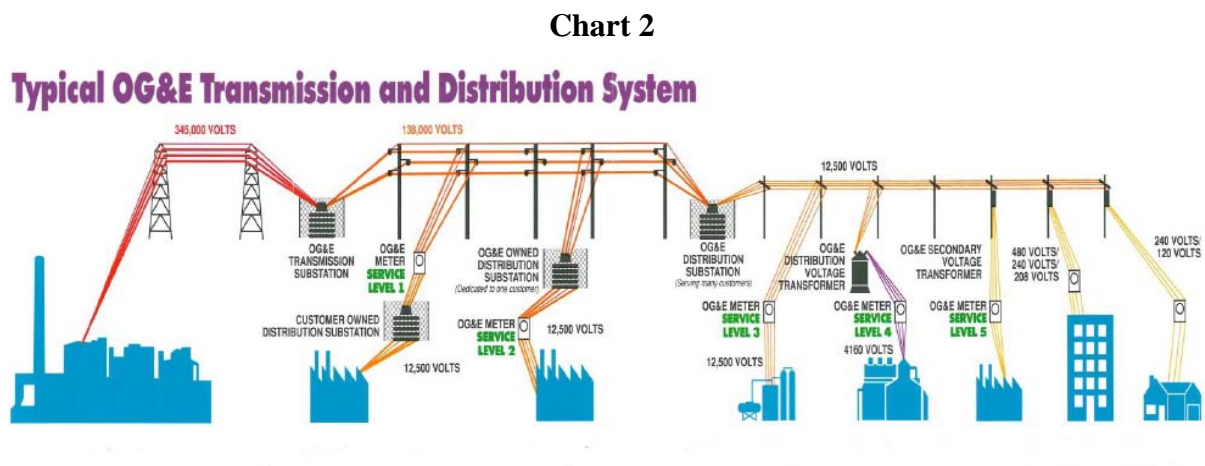 Chart 2
Typical OG&E Transmission and Distribution System
345,000 VOLTS
138,000 VOLTS
12,500 VOLTS
OG&E
TRANSMISSION
SUBSTATION
OG&E
METER
SERVICE
LEVEL 1
CUSTOMER OWNED
DISTRIBUTION SUBSTATION
12,500 VOLTS
OG&E OWNED
DISTRIBUTION
SUBSTATION
(Dedicated to one customer)
OG&E METER
SERVICE
LEVEL 2
12,500 VOLTS
OG&E
DISTRIBUTION
SUBSTATION
(Serving many customers)
OG&E METER
SERVICE
LEVEL 3
12,500 VOLTS
OG&E
DISTRIBUTION
VOLTAGE
TRANSFORMER
OG&E METER
SERVICE
LEVEL 4
4160 VOLTS
OG&E SECONDARY
VOLTAGE
TRANSFORMER
OG&E METER
SERVICE
LEVEL 5
480 VOLTS/
240 VOLTS/
208 VOLTS
240 VOLTS/
120 VOLTS